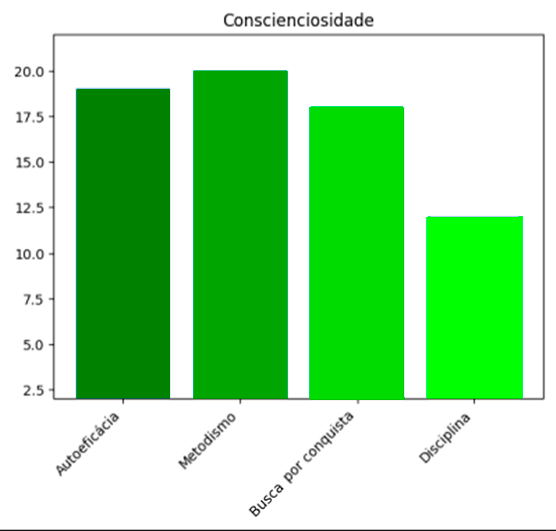 Conscienciosidade
20.0
17.5
15.0
12.5
10.0
7.5
5.0
2.5
Autoeficácia
Metodismo
Busca por conquista
Disciplina